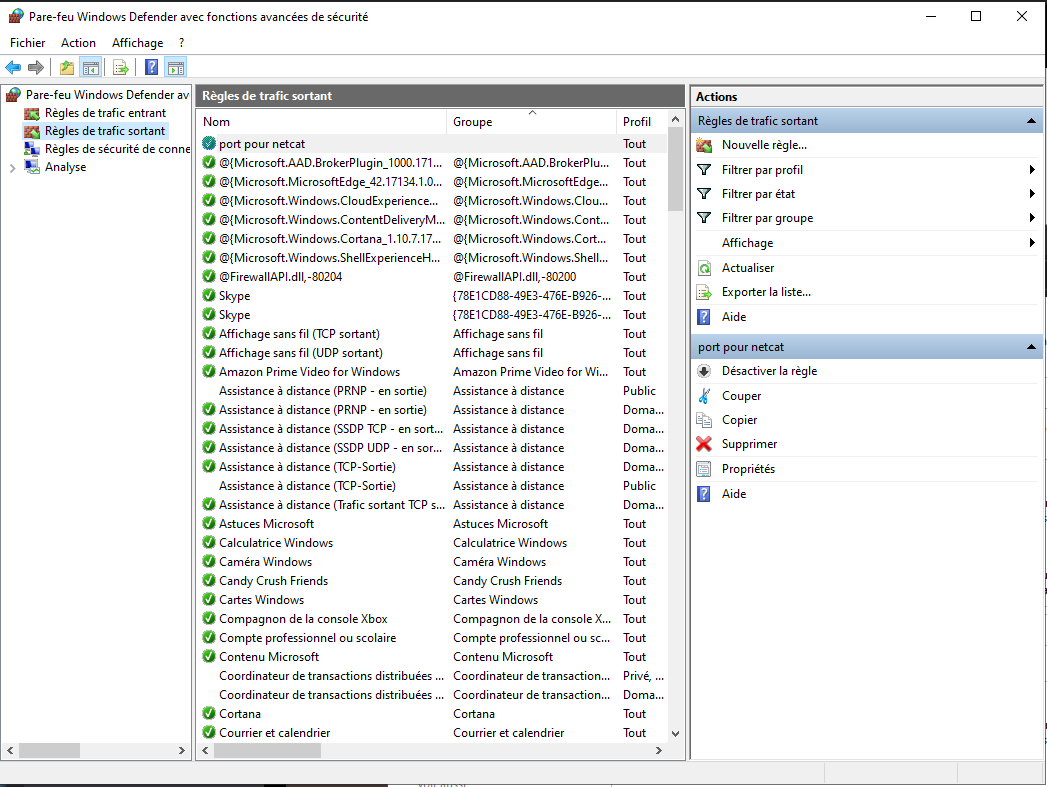 Pare-feu Windows Defender avec fonctions avancées de sécurité
Fichier Action Affichage ?
Pare-feu Windows Defender av
Règles de trafic entrant
Règles de trafic sortant
Règles de sécurité de conne
Analyse
Règles de trafic sortant
Nom Groupe Profil
port pour netcat Tout
@{Microsoft.AAD.BrokerPlugin_1000.171... @{Microsoft.AAD.BrokerPlu... Tout
@{Microsoft.MicrosoftEdge_42.17134.1.0... @{Microsoft.MicrosoftEdge... Tout
@{Microsoft.Windows.CloudExperience... @{Microsoft.Windows.Clou... Tout
@{Microsoft.Windows.ContentDeliveryM... @{Microsoft.Windows.Cont... Tout
@{Microsoft.Windows.Cortana_1.10.7.17... @{Microsoft.Windows.Cort... Tout
@{Microsoft.Windows.ShellExperienceH... @{Microsoft.Windows.Shell... Tout
@FirewallAPI.dll,-80204 @FirewallAPI.dll,-80200 Tout
Skype {78E1CD88-49E3-476E-B926-... Tout
Skype {78E1CD88-49E3-476E-B926-... Tout
Affichage sans fil (TCP sortant) Affichage sans fil Tout
Affichage sans fil (UDP sortant) Affichage sans fil Tout
Amazon Prime Video for Windows Amazon Prime Video for Wi... Tout
Assistance à distance (PRNP - en sortie) Assistance à distance Public
Assistance à distance (PRNP - en sortie) Assistance à distance Doma...
Assistance à distance (SSDP TCP - en sort... Assistance à distance Doma...
Assistance à distance (SSDP UDP - en sor... Assistance à distance Doma...
Assistance à distance (TCP-Sortie) Assistance à distance Doma...
Assistance à distance (TCP-Sortie) Assistance à distance Public
Assistance à distance (Trafic sortant TCP s... Assistance à distance Doma...
Astuces Microsoft Astuces Microsoft Tout
Calculatrice Windows Calculatrice Windows Tout
Caméra Windows Caméra Windows Tout
Candy Crush Friends Candy Crush Friends Tout
Cartes Windows Cartes Windows Tout
Compagnon de la console Xbox Compagnon de la console X... Tout
Compte professionnel ou scolaire Compte professionnel ou sc... Tout
Contenu Microsoft Contenu Microsoft Tout
Coordinateur de transactions distribuées ... Coordinateur de transaction... Privé, ...
Coordinateur de transactions distribuées ... Coordinateur de transaction... Doma...
Cortana Cortana Tout
Courrier et calendrier Courrier et calendrier Tout
Actions
Règles de trafic sortant
Nouvelle règle...
Filtrer par profil
Filtrer par état
Filtrer par groupe
Affichage
Actualiser
Exporter la liste...
Aide
port pour netcat
Désactiver la règle
Couper
Copier
Supprimer
Propriétés
Aide